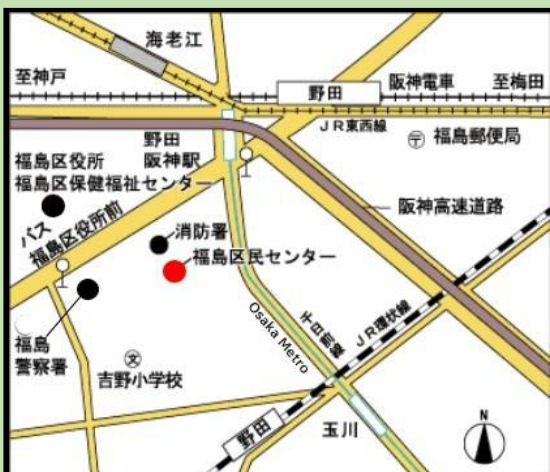 海老江
至神戸
野田
阪神電車
至梅田
JR東西線
野田
阪神駅
〒 福島郵便局
福島区役所
福島区保健福祉センター
バス
福島区役所前
阪神高速道路
消防署
福島区民センター
福島
警察署
文
吉野小学校
Osaka Metro
千日前線
JR環状線
野田
玉川
N